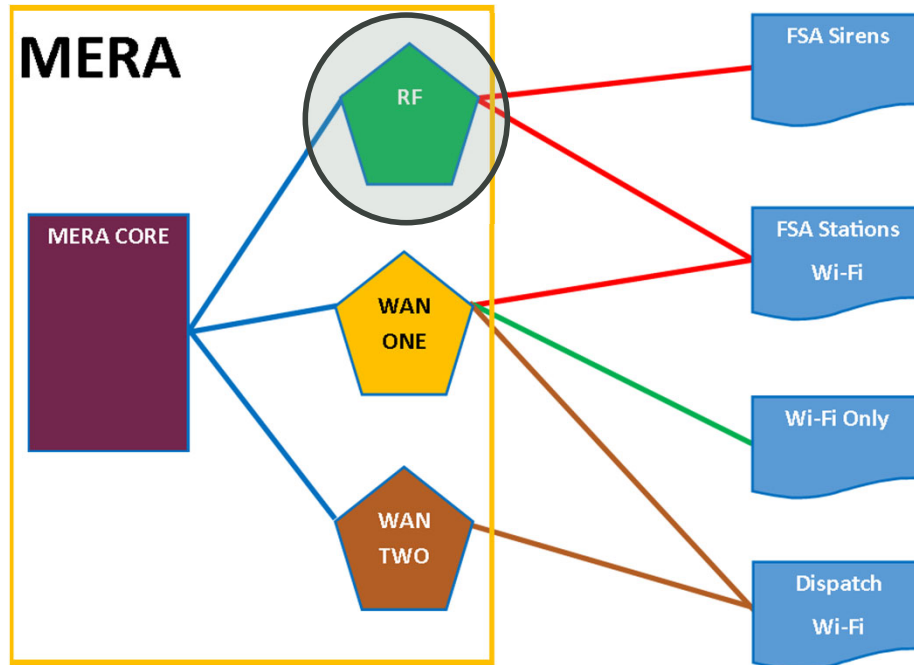 MERA
MERA CORE
RF
WAN
ONE
WAN
TWO
FSA Sirens
FSA Stations
Wi-Fi
Wi-Fi Only
Dispatch
Wi-Fi